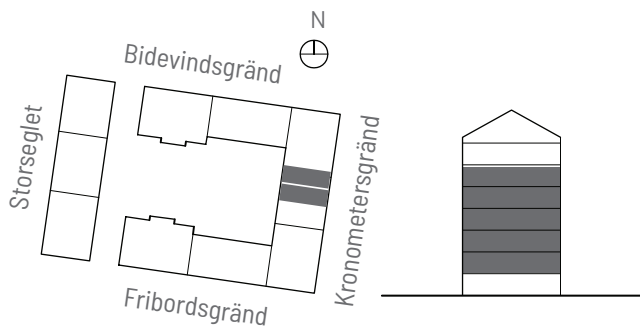 N
Bidevindsgränd
Storseglet
Kronometersgränd
Fribordsgränd